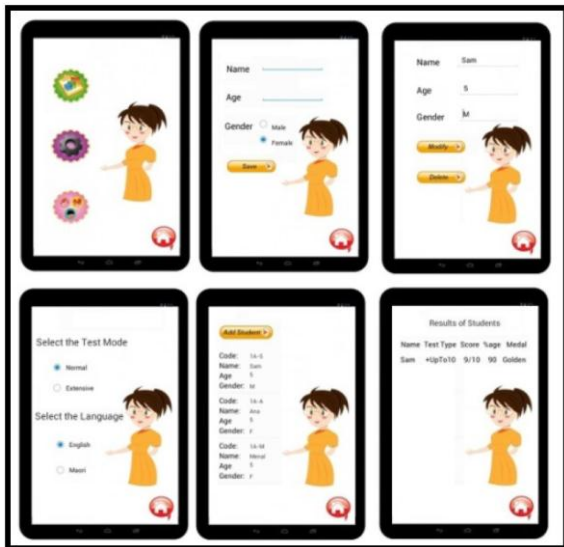 Name
Age
Gender Male
Female
Save
Name Sam
Age 5
Gender M
Modify
Delete
Select the Test Mode
Normal
Extensive
Select the Language
English
Maori
Add Student
Code: 1A-S
Name: Sam
Age 5
Gender: M
Code: 1A-A
Name: Ana
Age 5
Gender: F
Code: 1A-M
Name: Menal
Age 5
Gender: F
Results of Students
Name Test Type Score %age Medal
Sam +UpTo10 9/10 90 Golden